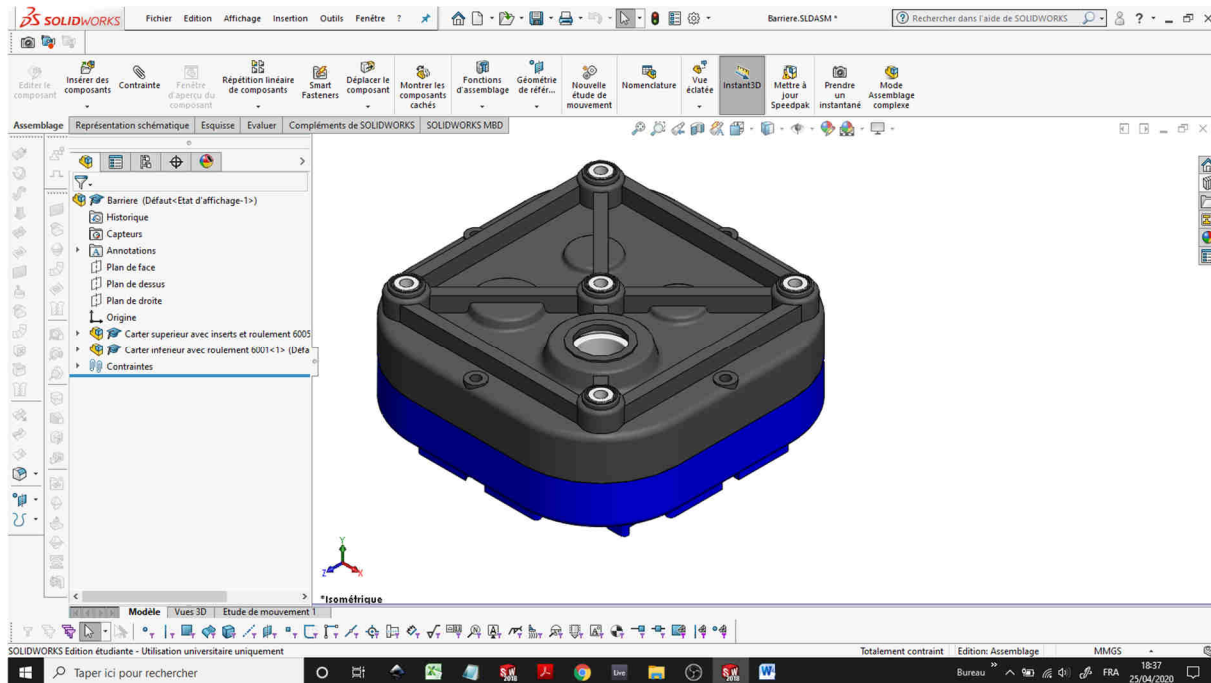 SOLIDWORKS Fichier Edition Affichage Insertion Outils Fenêtre ? Barriere.SLDASM * Rechercher dans l'aide de SOLIDWORKS
Editer le composant
Insérer des composants
Contrainte
Fenêtre d'aperçu du composant
Répétition linéaire de composants
Smart Fasteners
Déplacer le composant
Montrer les composants cachés
Fonctions d'assemblage
Géométrie de référ...
Nouvelle étude de mouvement
Nomenclature
Vue éclatée
Instant3D
Mettre à jour Speedpak
Prendre un instantané
Mode Assemblage complexe
Assemblage Représentation schématique Esquisse Evaluer Compléments de SOLIDWORKS SOLIDWORKS MBD
Barriere (Défaut<Etat d'affichage-1>)
Historique
Capteurs
Annotations
Plan de face
Plan de dessus
Plan de droite
Origine
Carter superieur avec inserts et roulement 6005
Carter inferieur avec roulement 6001<1> (Défa
Contraintes
Y
Z X
*Isométrique
Modèle Vues 3D Etude de mouvement 1
SOLIDWORKS Edition étudiante - Utilisation universitaire uniquement Totalement contraint Edition: Assemblage MMGS
Taper ici pour rechercher Live Bureau FRA 18:37
25/04/2020